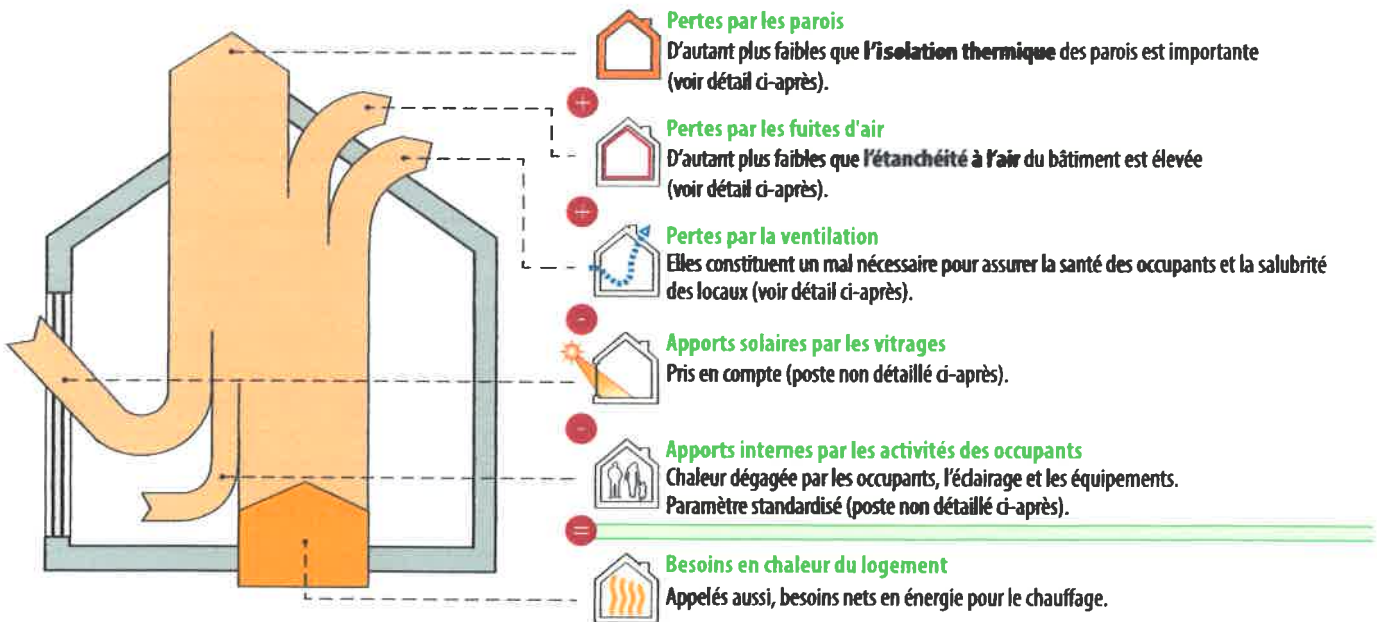 Pertes par les parois
D'autant plus faibles que l'isolation thermique des parois est importante
(voir détail ci-après).
+
Pertes par les fuites d'air
D'autant plus faibles que l'étanchéité à l'air du bâtiment est élevée
(voir détail ci-après).
+
Pertes par la ventilation
Elles constituent un mal nécessaire pour assurer la santé des occupants et la salubrité
des locaux (voir détail ci-après).
-
Apports solaires par les vitrages
Pris en compte (poste non détaillé ci-après).
-
Apports internes par les activités des occupants
Chaleur dégagée par les occupants, l'éclairage et les équipements.
Paramètre standardisé (poste non détaillé ci-après).
=
Besoins en chaleur du logement
Appelés aussi, besoins nets en énergie pour le chauffage.